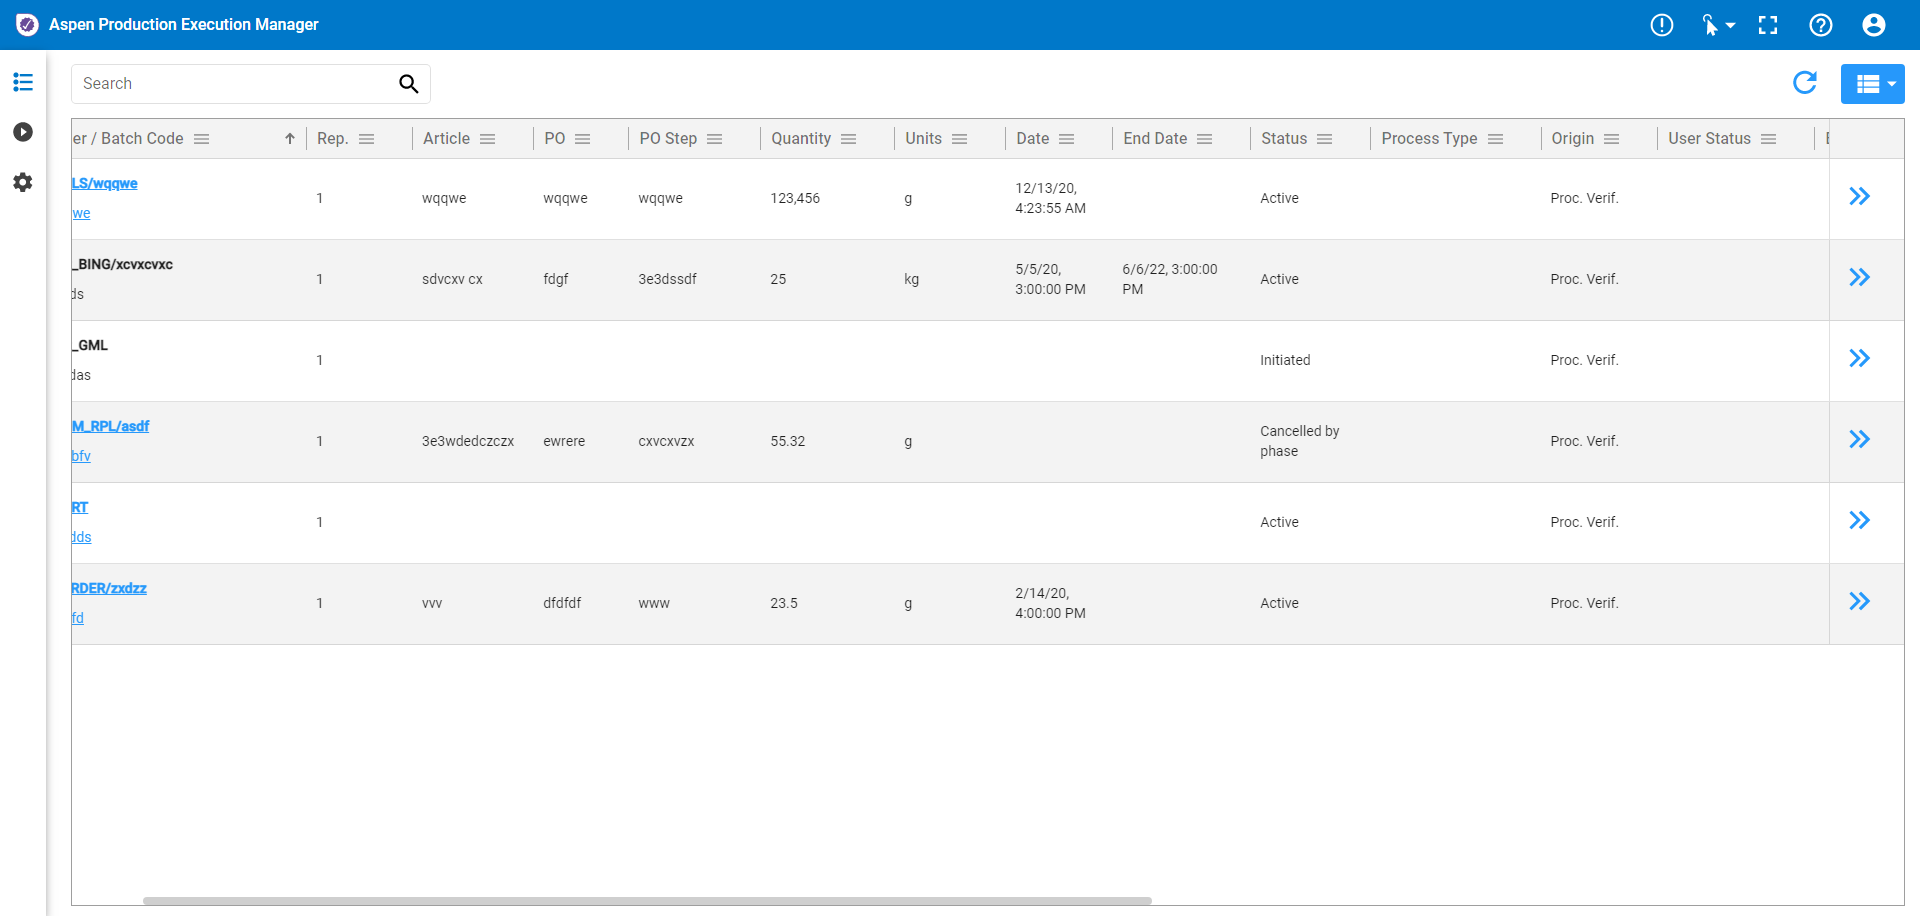 Aspen Production Execution Manager
Search
er / Batch Code Rep. Article PO PO Step Quantity Units Date End Date Status Process Type Origin User Status
LS/wqqwe
we
1 wqqwe wqqwe wqqwe 123,456 g 12/13/20, 4:23:55 AM Active Proc. Verif.
_BING/xcvxcvxc
ds
1 sdvcxv cx fdgf 3e3dssdf 25 kg 5/5/20, 3:00:00 PM 6/6/22, 3:00:00 PM Active Proc. Verif.
_GML
das
1 Initiated Proc. Verif.
M_RPL/asdf
bfv
1 3e3wdedczczx ewrere cxvcxvzx 55.32 g Cancelled by phase Proc. Verif.
RT
dds
1 Active Proc. Verif.
RDER/zxdzz
fd
1 vvv dfdfdf www 23.5 g 2/14/20, 4:00:00 PM Active Proc. Verif.